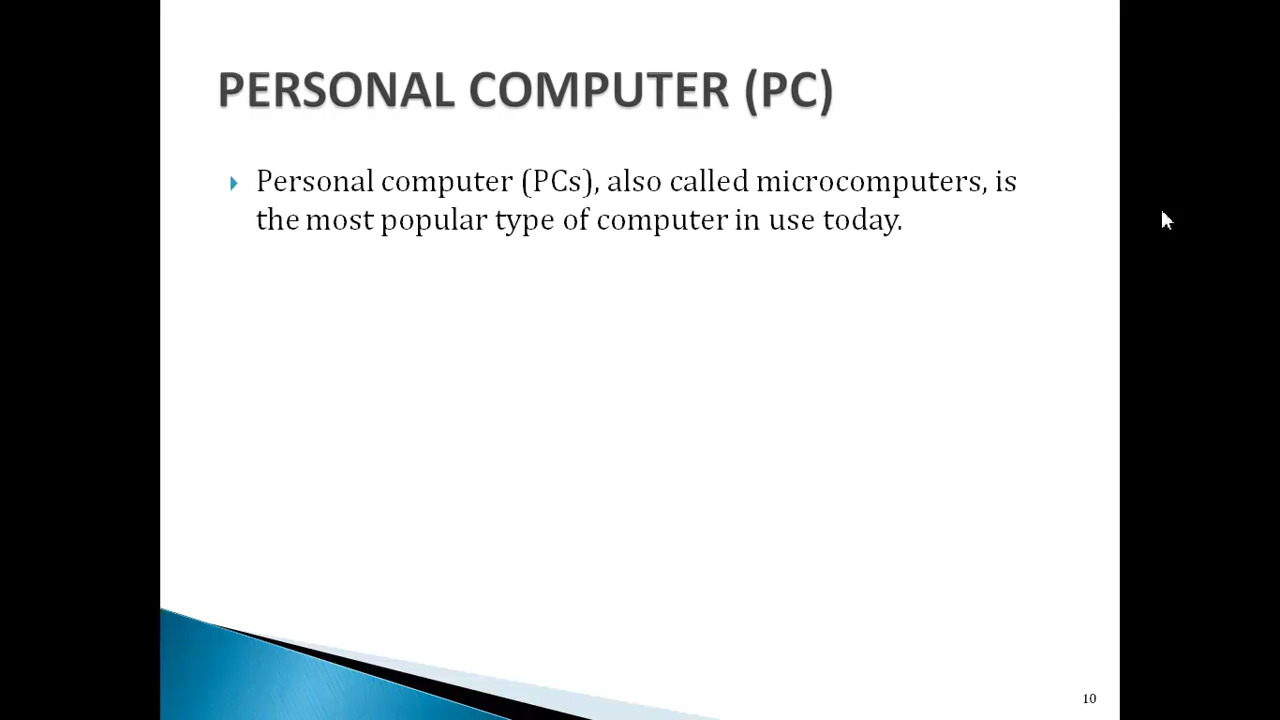 PERSONAL COMPUTER (PC)
Personal computer (PCs), also called microcomputers, is
the most popular type of computer in use today.
10